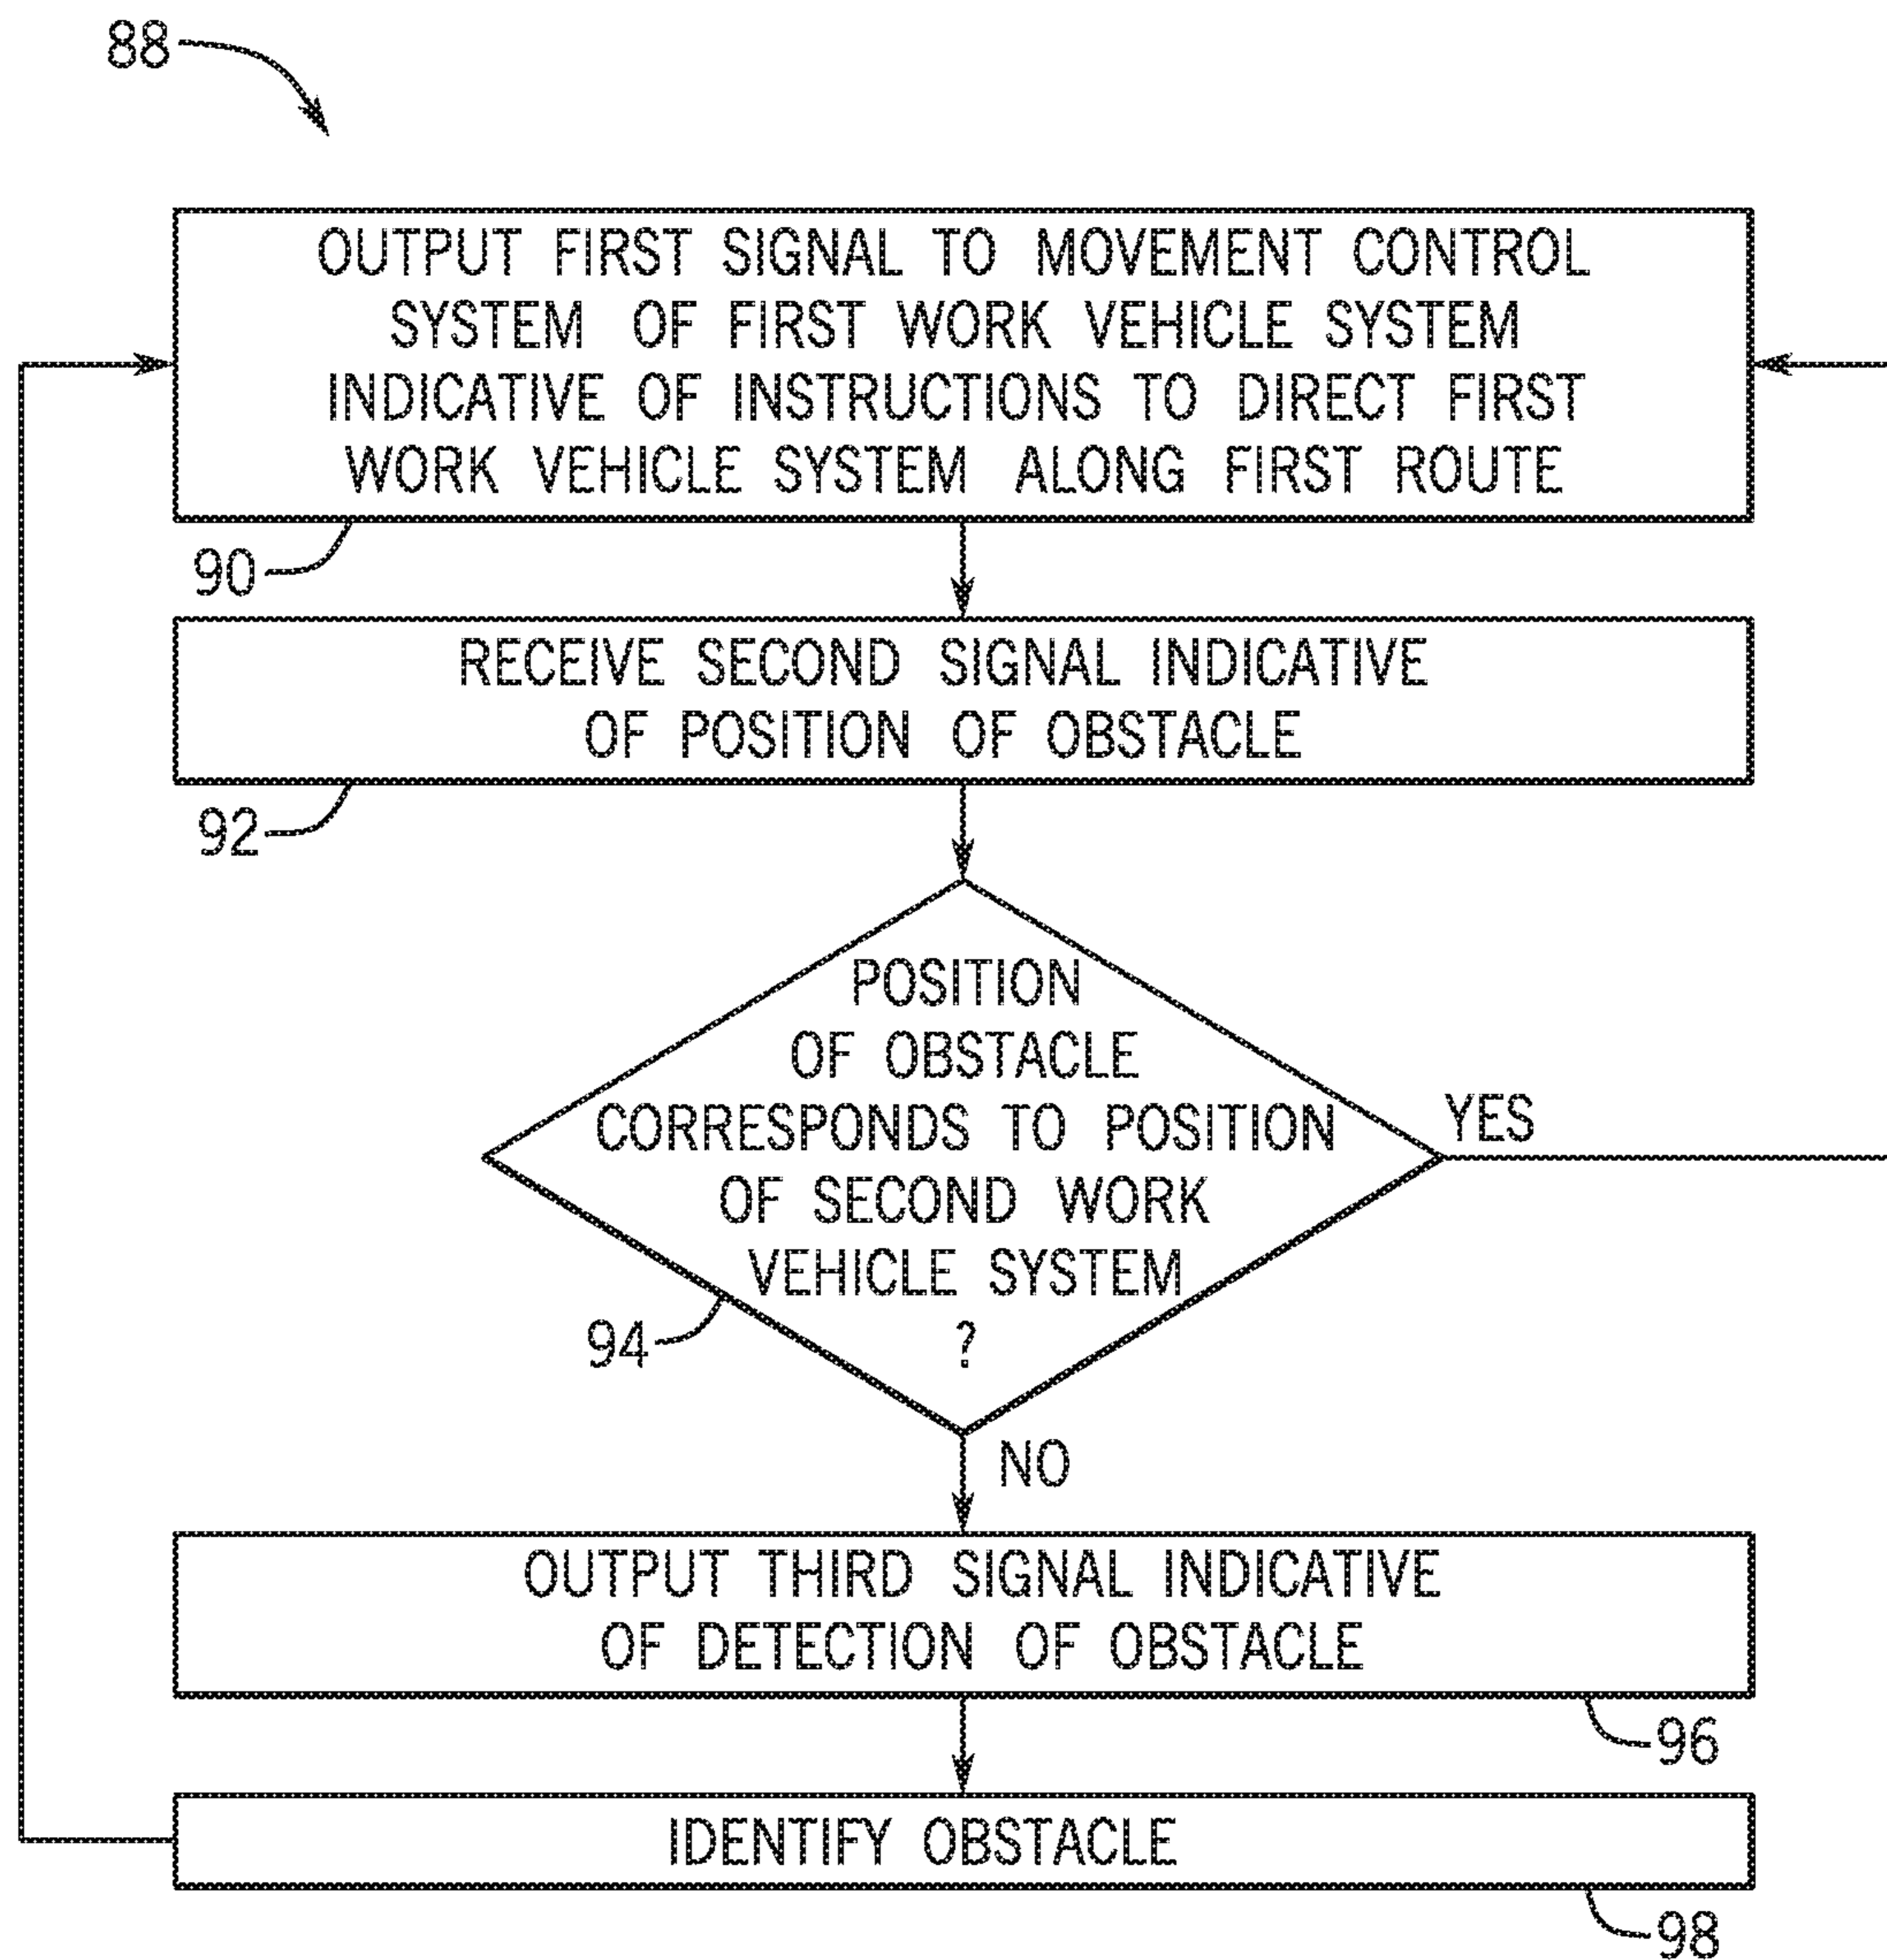 88
OUTPUT FIRST SIGNAL TO MOVEMENT CONTROL
SYSTEM OF FIRST WORK VEHICLE SYSTEM
INDICATIVE OF INSTRUCTIONS TO DIRECT FIRST
WORK VEHICLE SYSTEM ALONG FIRST ROUTE
90
RECEIVE SECOND SIGNAL INDICATIVE
OF POSITION OF OBSTACLE
92
POSITION
OF OBSTACLE
CORRESPONDS TO POSITION
OF SECOND WORK
VEHICLE SYSTEM
?
94
YES
NO
OUTPUT THIRD SIGNAL INDICATIVE
OF DETECTION OF OBSTACLE
96
IDENTIFY OBSTACLE
98